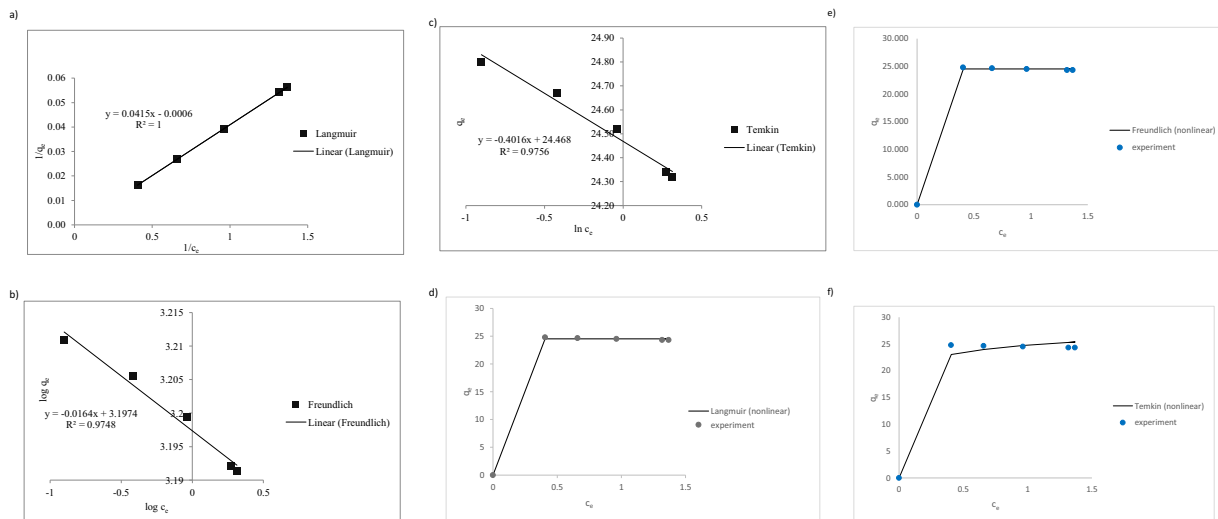 a)
0.06
0.05
0.04
0.03
0.02
0.01
0.00
0
0.5
1
1.5
1/qe
1/ce
y = 0.0415x - 0.0006
R² = 1
Langmuir
Linear (Langmuir)
b)
3.215
3.21
3.205
3.2
3.195
3.19
-1
-0.5
0
0.5
log qe
log ce
y = -0.0164x + 3.1974
R² = 0.9748
Freundlich
Linear (Freundlich)
c)
24.90
24.80
24.70
24.60
24.50
24.40
24.30
24.20
-1
-0.5
0
0.5
qe
ln ce
y = -0.4016x + 24.468
R² = 0.9756
Temkin
Linear (Temkin)
d)
30
25
20
15
10
5
0
0
0.5
1
1.5
qe
ce
Langmuir (nonlinear)
experiment
e)
30.000
25.000
20.000
15.000
10.000
5.000
0.000
0
0.5
1
1.5
qe
ce
Freundlich (nonlinear)
experiment
f)
30
25
20
15
10
5
0
0
0.5
1
1.5
qe
ce
Temkin (nonlinear)
experiment